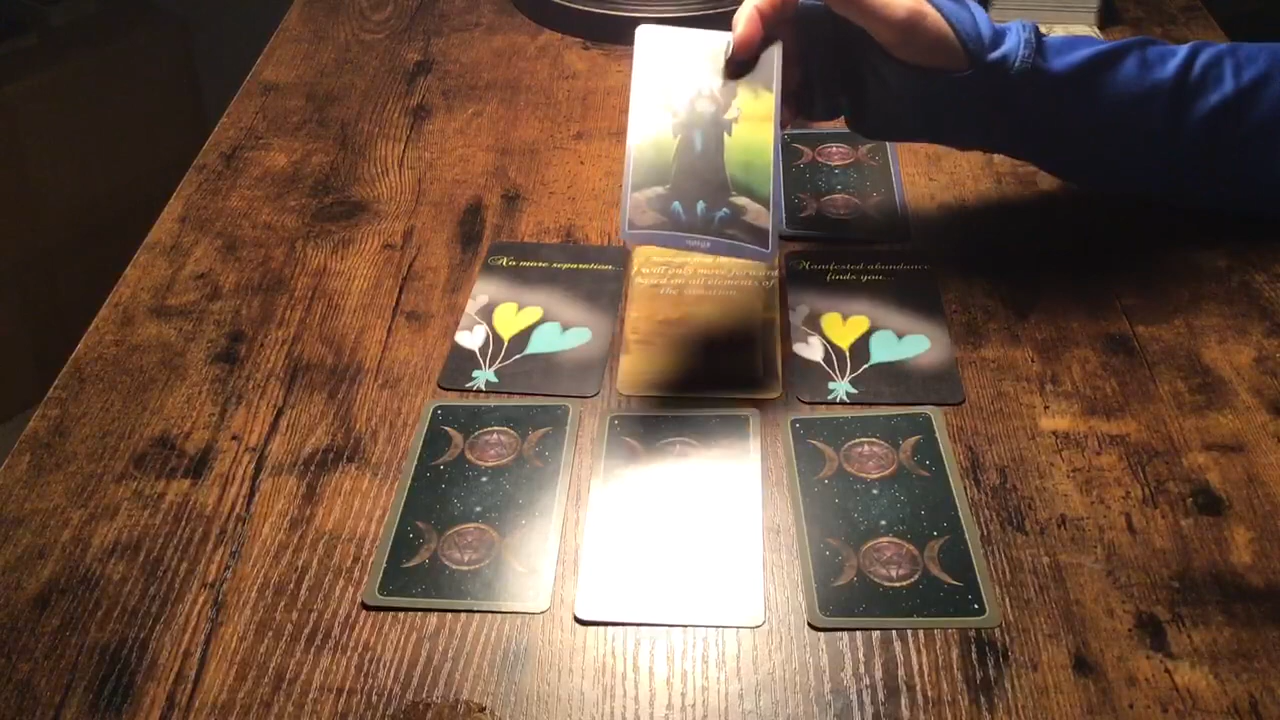 No more separation...
I will only move forward
based on all elements of
the situation.
Manifested abundance
finds you...